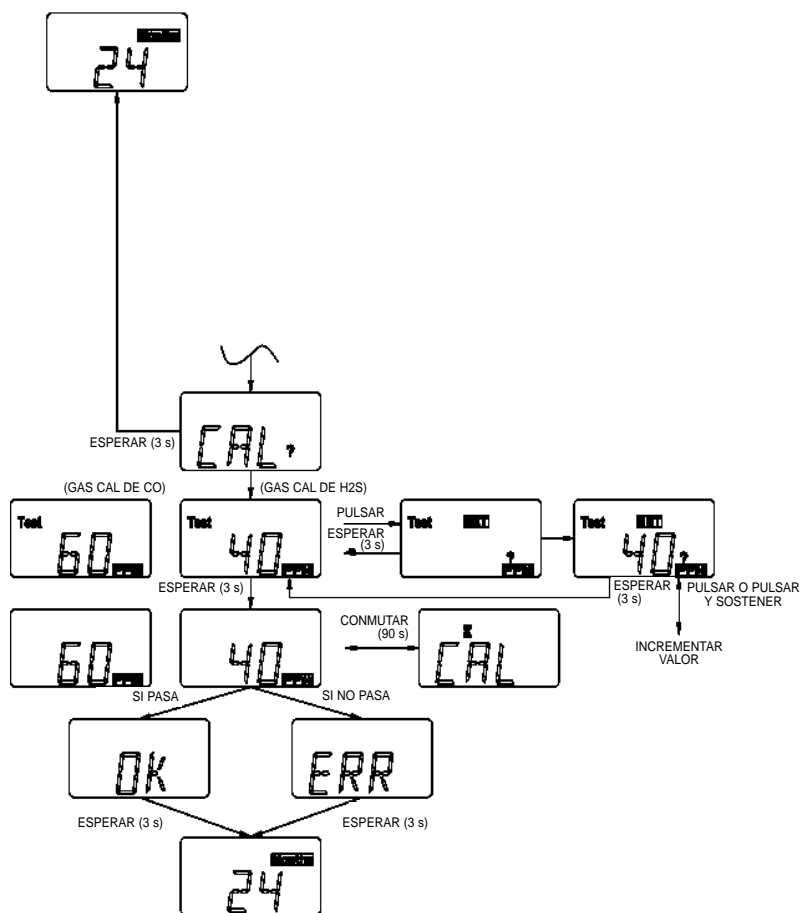 24
ESPERAR (3 s)
CAL ?
(GAS CAL DE CO)
(GAS CAL DE H2S)
Test
60
PPM
Test
40
PPM
PULSAR
ESPERAR
(3 s)
Test
?
PPM
Test
40 ?
PPM
ESPERAR (3 s)
ESPERAR
(3 s)
PULSAR O PULSAR
Y SOSTENER
INCREMENTAR
VALOR
60
PPM
40
PPM
CONMUTAR
(90 s)
CAL
SI PASA
SI NO PASA
OK
ERR
ESPERAR (3 s)
ESPERAR (3 s)
24